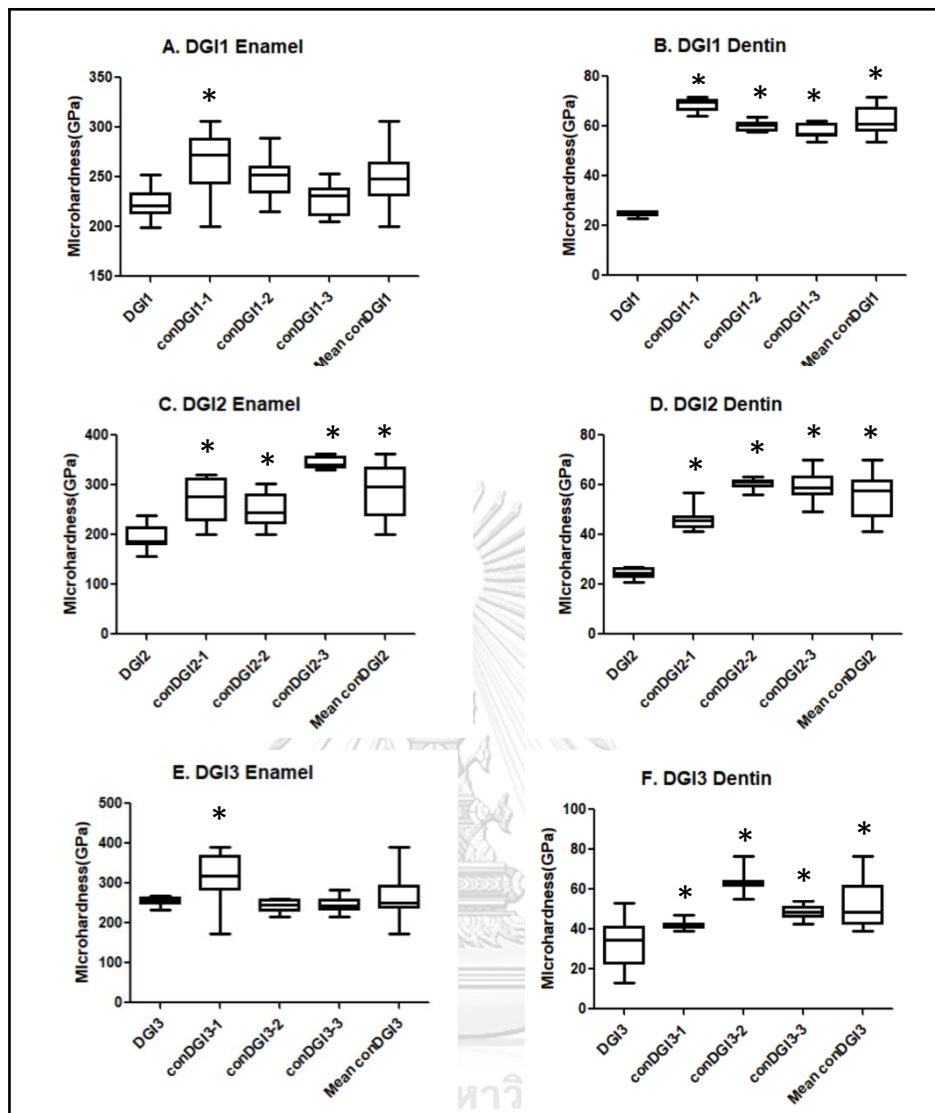 A. DGI1 Enamel
MIcrohardness(GPa)
350
300
250
200
150
*
DGI1
conDGI1-1
conDGI1-2
conDGI1-3
Mean conDGI1
B. DGI1 Dentin
MIcrohardness(GPa)
80
60
40
20
0
* * * *
DGI1
conDGI1-1
conDGI1-2
conDGI1-3
Mean conDGI1
C. DGI2 Enamel
MIcrohardness(GPa)
400
300
200
100
0
* * * *
DGI2
conDGI2-1
conDGI2-2
conDGI2-3
Mean conDGI2
D. DGI2 Dentin
MIcrohardness(GPa)
80
60
40
20
0
* * * *
DGI2
conDGI2-1
conDGI2-2
conDGI2-3
Mean conDGI2
E. DGI3 Enamel
MIcrohardness(GPa)
500
400
300
200
100
0
*
DGI3
conDGI3-1
conDGI3-2
conDGI3-3
Mean conDGI3
F. DGI3 Dentin
MIcrohardness(GPa)
100
80
60
40
20
0
* * * *
DGI3
conDGI3-1
conDGI3-2
conDGI3-3
Mean conDGI3